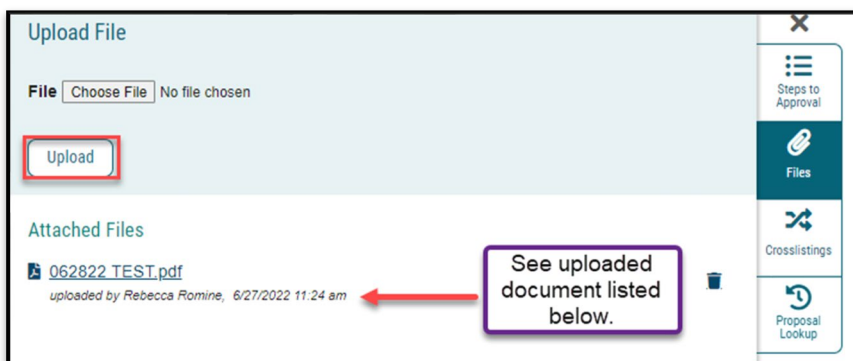 Upload File
File Choose File No file chosen
Upload
Attached Files
062822 TEST.pdf
uploaded by Rebecca Romine, 6/27/2022 11:24 am
See uploaded
document listed
below.
Steps to
Approval
Files
Crosslistings
Proposal
Lookup